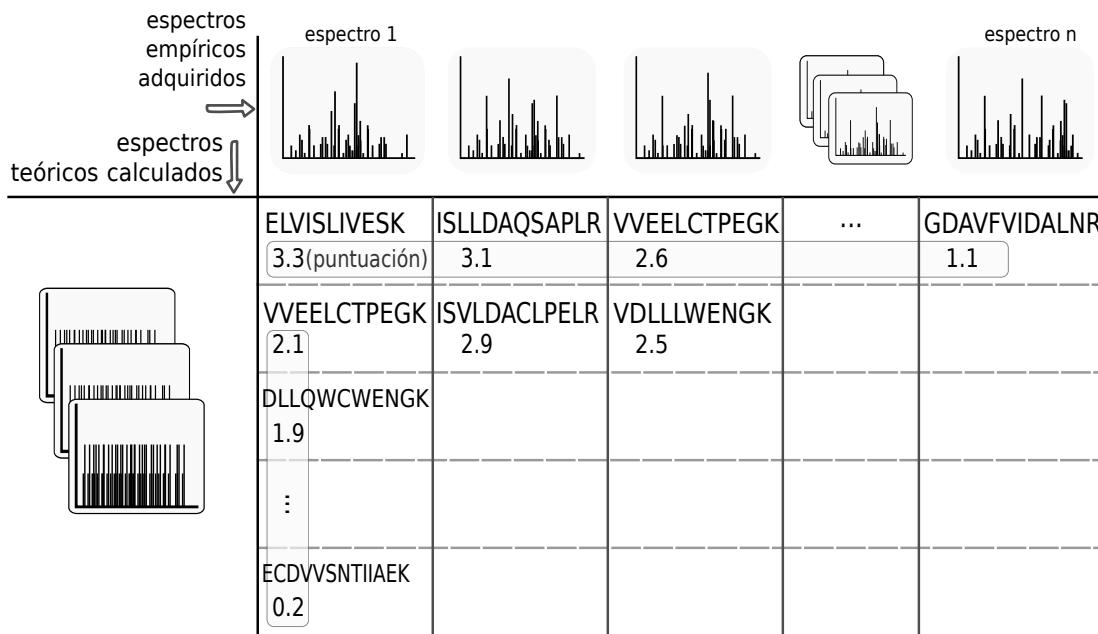 espectros
empíricos
adquiridos
espectro 1
espectro n
espectros
teóricos calculados
ELVISLIVESK ISLLDAQSAPLR VVEELCTPEGK ... GDAVFVIDALNR
3.3(puntuación) 3.1 2.6 1.1
VVEELCTPEGK ISVLDACLPELR VDLLLWENGK
2.1 2.9 2.5
DLLQWCWENGK
1.9
...
ECDVVSNTIIAEK
0.2